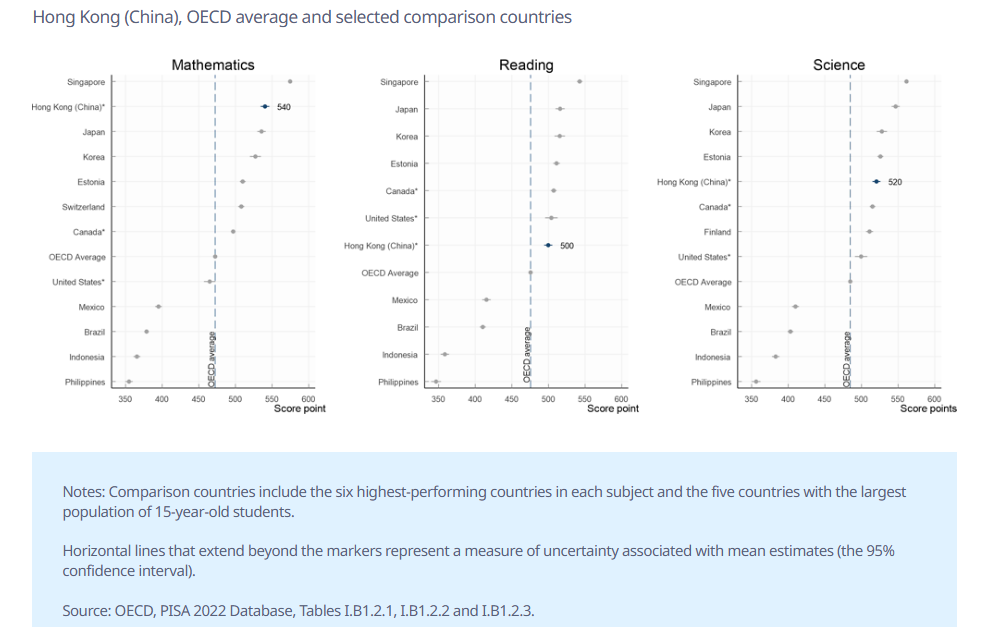 Hong Kong (China), OECD average and selected comparison countries
Mathematics
Singapore
Hong Kong (China)*
540
Japan
Korea
Estonia
Switzerland
Canada*
OECD Average
United States*
Mexico
Brazil
Indonesia
Philippines
OECD average
350 400 450 500 550 600
Score point
Reading
Singapore
Japan
Korea
Estonia
Canada*
United States*
Hong Kong (China)*
500
OECD Average
Mexico
Brazil
Indonesia
Philippines
OECD average
350 400 450 500 550 600
Score point
Science
Singapore
Japan
Korea
Estonia
Hong Kong (China)*
520
Canada*
Finland
United States*
OECD Average
Mexico
Brazil
Indonesia
Philippines
OECD average
350 400 450 500 550 600
Score points
Notes: Comparison countries include the six highest-performing countries in each subject and the five countries with the largest
population of 15-year-old students.
Horizontal lines that extend beyond the markers represent a measure of uncertainty associated with mean estimates (the 95%
confidence interval).
Source: OECD, PISA 2022 Database, Tables I.B1.2.1, I.B1.2.2 and I.B1.2.3.